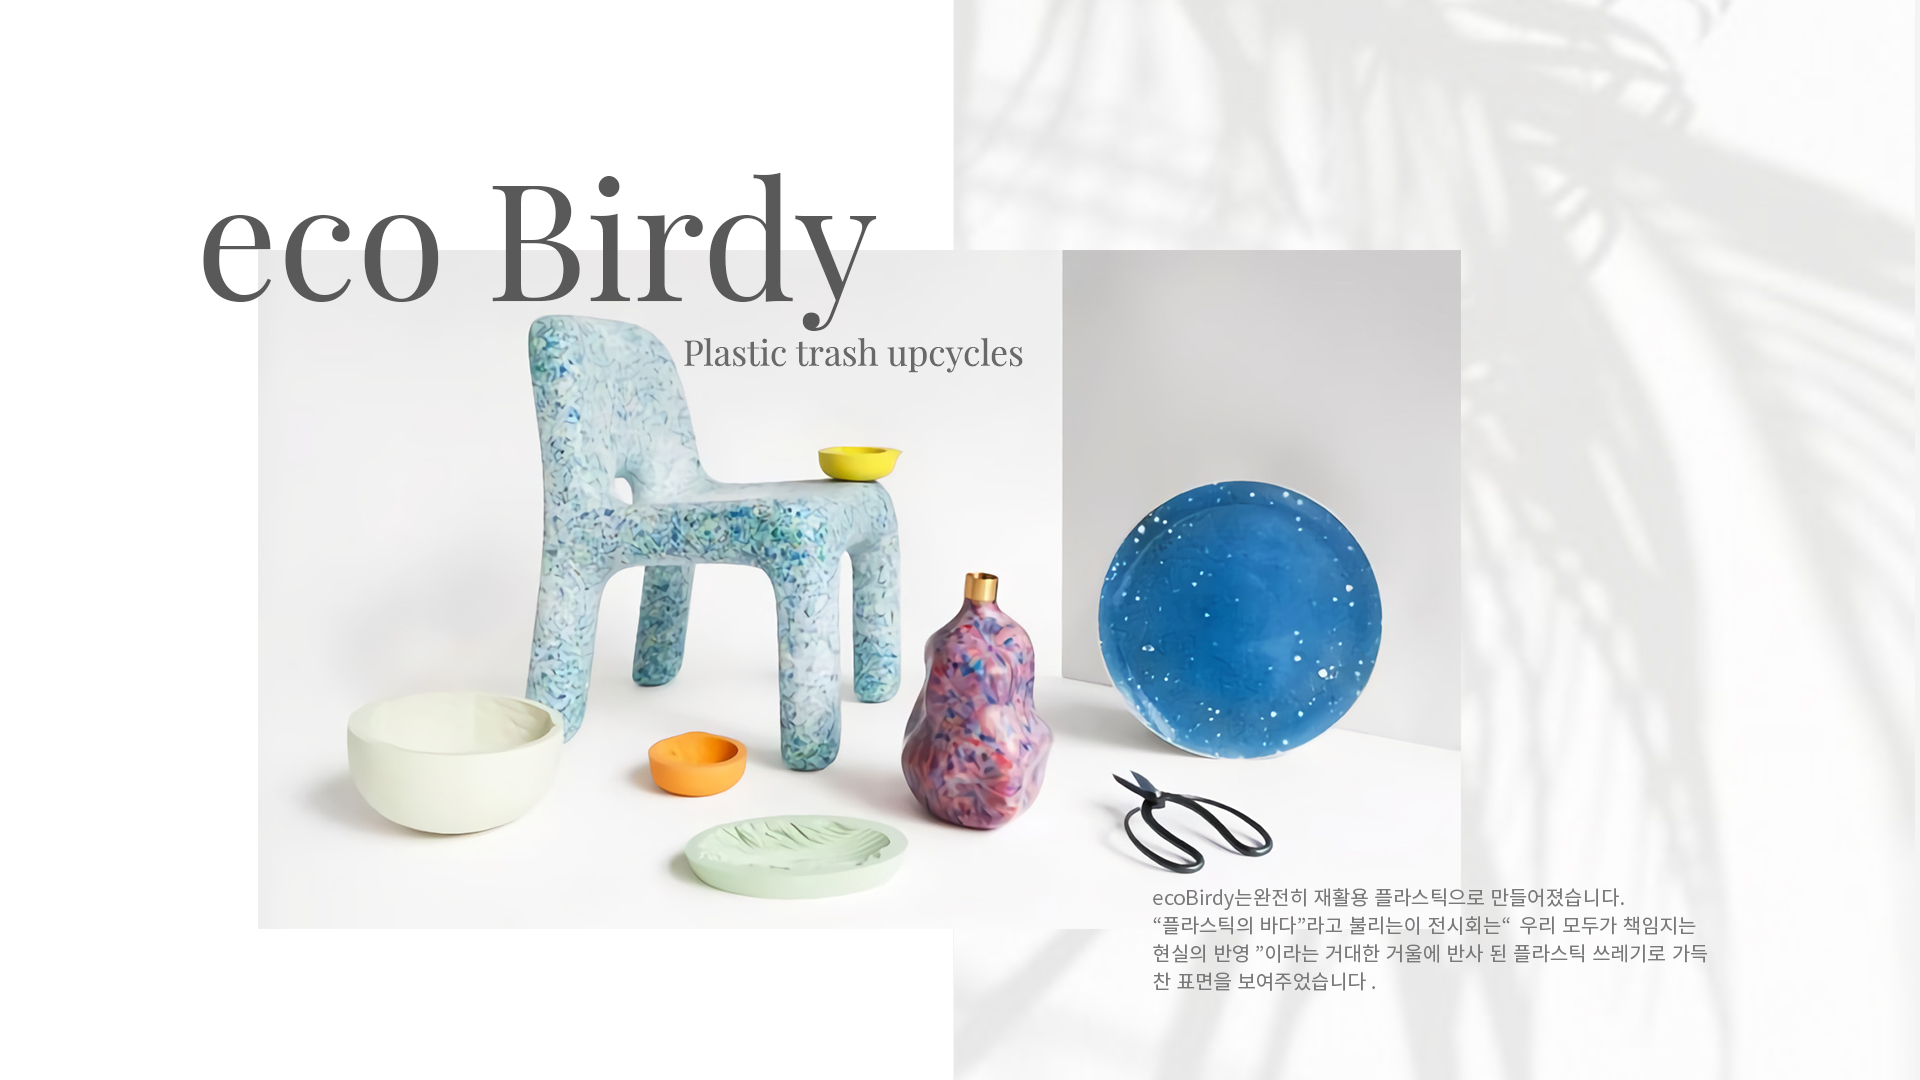 eco Birdy
Plastic trash upcycles
ecoBirdy는완전히 재활용 플라스틱으로 만들어졌습니다.
“플라스틱의 바다”라고 불리는이 전시회는“ 우리 모두가 책임지는
현실의 반영 ”이라는 거대한 거울에 반사 된 플라스틱 쓰레기로 가득
찬 표면을 보여주었습니다 .